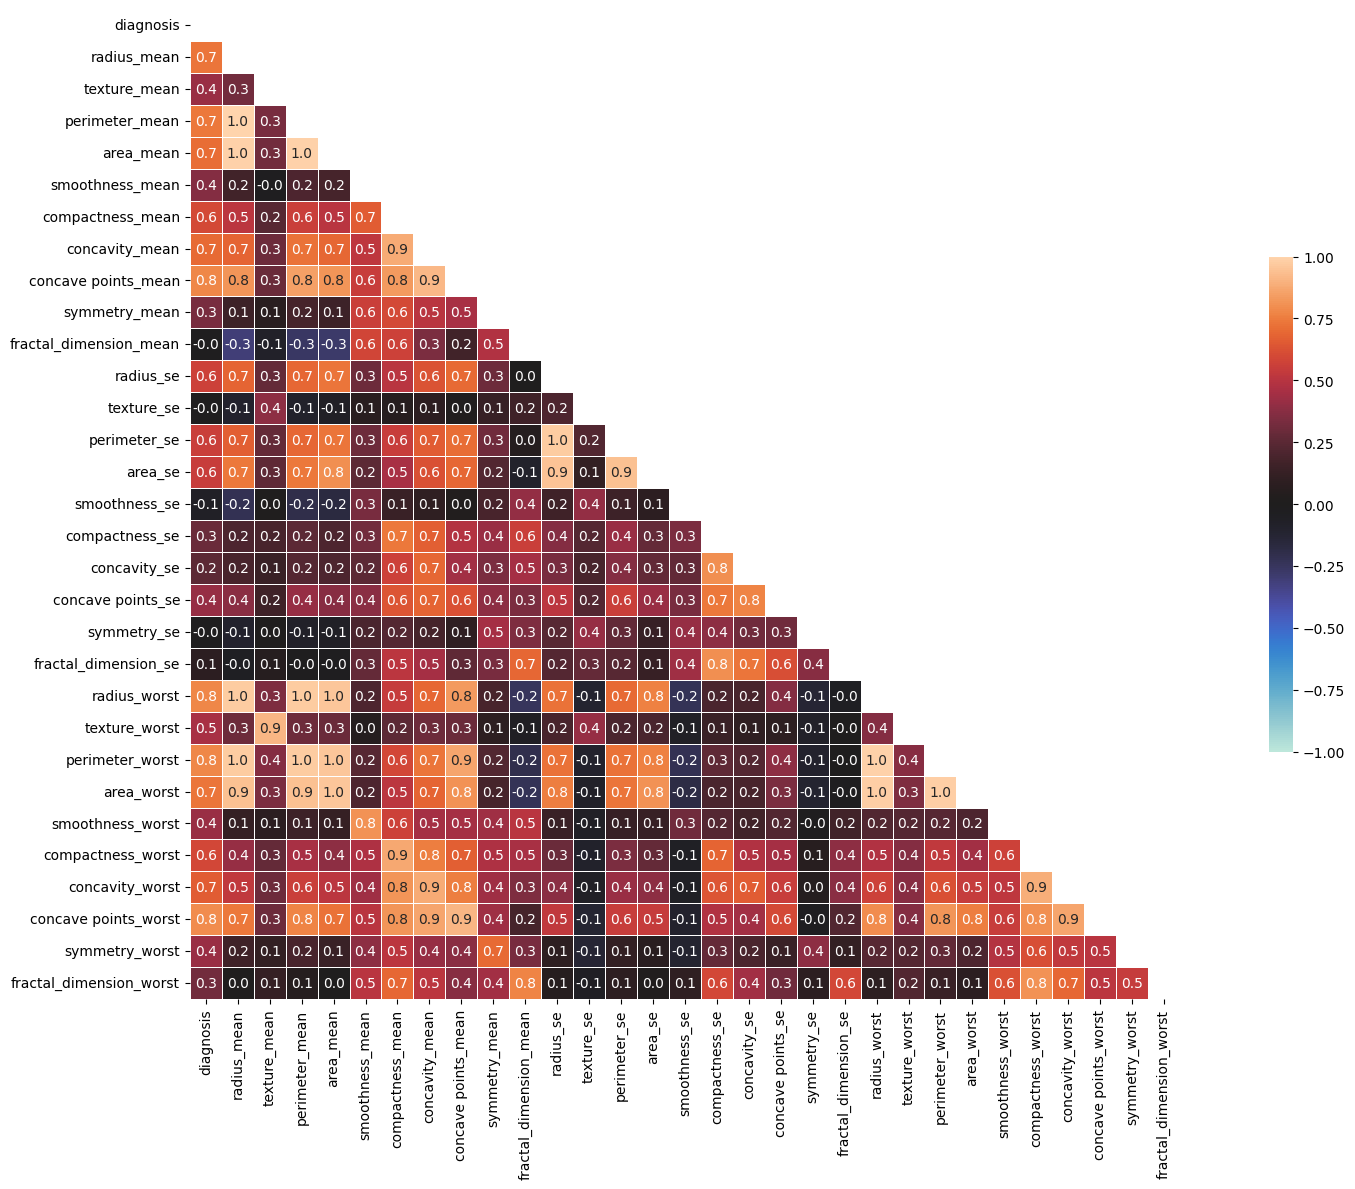 diagnosis
radius_mean 0.7
texture_mean 0.4 0.3
perimeter_mean 0.7 1.0 0.3
area_mean 0.7 1.0 0.3 1.0
smoothness_mean 0.4 0.2 -0.0 0.2 0.2
compactness_mean 0.6 0.5 0.2 0.6 0.5 0.7
concavity_mean 0.7 0.7 0.3 0.7 0.7 0.5 0.9
concave points_mean 0.8 0.8 0.3 0.8 0.8 0.6 0.8 0.9
symmetry_mean 0.3 0.1 0.1 0.2 0.1 0.6 0.6 0.5 0.5
fractal_dimension_mean -0.0 -0.3 -0.1 -0.3 -0.3 0.6 0.6 0.3 0.2 0.5
radius_se 0.6 0.7 0.3 0.7 0.7 0.3 0.5 0.6 0.7 0.3 0.0
texture_se -0.0 -0.1 0.4 -0.1 -0.1 0.1 0.1 0.1 0.0 0.1 0.2 0.2
perimeter_se 0.6 0.7 0.3 0.7 0.7 0.3 0.6 0.7 0.7 0.3 0.0 1.0 0.2
area_se 0.6 0.7 0.3 0.7 0.8 0.2 0.5 0.6 0.7 0.2 -0.1 0.9 0.1 0.9
smoothness_se -0.1 -0.2 0.0 -0.2 -0.2 0.3 0.1 0.1 0.0 0.2 0.4 0.2 0.4 0.1 0.1
compactness_se 0.3 0.2 0.2 0.2 0.2 0.3 0.7 0.7 0.5 0.4 0.6 0.4 0.2 0.4 0.3 0.3
concavity_se 0.2 0.2 0.1 0.2 0.2 0.2 0.6 0.7 0.4 0.3 0.5 0.3 0.2 0.4 0.3 0.3 0.8
concave points_se 0.4 0.4 0.2 0.4 0.4 0.4 0.6 0.7 0.6 0.4 0.3 0.5 0.2 0.6 0.4 0.3 0.7 0.8
symmetry_se -0.0 -0.1 0.0 -0.1 -0.1 0.2 0.2 0.2 0.1 0.5 0.3 0.2 0.4 0.3 0.1 0.4 0.4 0.3 0.3
fractal_dimension_se 0.1 -0.0 0.1 -0.0 -0.0 0.3 0.5 0.5 0.3 0.3 0.7 0.2 0.3 0.2 0.1 0.4 0.8 0.7 0.6 0.4
radius_worst 0.8 1.0 0.3 1.0 1.0 0.2 0.5 0.7 0.8 0.2 -0.2 0.7 -0.1 0.7 0.8 -0.2 0.2 0.2 0.4 -0.1 -0.0
texture_worst 0.5 0.3 0.9 0.3 0.3 0.0 0.2 0.3 0.3 0.1 -0.1 0.2 0.4 0.2 0.2 -0.1 0.1 0.1 0.1 -0.1 -0.0 0.4
perimeter_worst 0.8 1.0 0.4 1.0 1.0 0.2 0.6 0.7 0.9 0.2 -0.2 0.7 -0.1 0.7 0.8 -0.2 0.3 0.2 0.4 -0.1 -0.0 1.0 0.4
area_worst 0.7 0.9 0.3 0.9 1.0 0.2 0.5 0.7 0.8 0.2 -0.2 0.8 -0.1 0.7 0.8 -0.2 0.2 0.2 0.3 -0.1 -0.0 1.0 0.3 1.0
smoothness_worst 0.4 0.1 0.1 0.1 0.1 0.8 0.6 0.5 0.5 0.4 0.5 0.1 -0.1 0.1 0.1 0.3 0.2 0.2 0.2 -0.0 0.2 0.2 0.2 0.2 0.2
compactness_worst 0.6 0.4 0.3 0.5 0.4 0.5 0.9 0.8 0.7 0.5 0.5 0.3 -0.1 0.3 0.3 -0.1 0.7 0.5 0.5 0.1 0.4 0.5 0.4 0.5 0.4 0.6
concavity_worst 0.7 0.5 0.3 0.6 0.5 0.4 0.8 0.9 0.8 0.4 0.3 0.4 -0.1 0.4 0.4 -0.1 0.6 0.7 0.6 0.0 0.4 0.6 0.4 0.6 0.5 0.5 0.9
concave points_worst 0.8 0.7 0.3 0.8 0.7 0.5 0.8 0.9 0.9 0.4 0.2 0.5 -0.1 0.6 0.5 -0.1 0.5 0.4 0.6 -0.0 0.2 0.8 0.4 0.8 0.8 0.6 0.8 0.9
symmetry_worst 0.4 0.2 0.1 0.2 0.1 0.4 0.5 0.4 0.4 0.7 0.3 0.1 -0.1 0.1 0.1 -0.1 0.3 0.2 0.1 0.4 0.1 0.2 0.2 0.3 0.2 0.5 0.6 0.5 0.5
fractal_dimension_worst 0.3 0.0 0.1 0.1 0.0 0.5 0.7 0.5 0.4 0.4 0.8 0.1 -0.1 0.1 0.0 0.1 0.6 0.4 0.3 0.1 0.6 0.1 0.2 0.1 0.1 0.6 0.8 0.7 0.5 0.5
diagnosis
radius_mean
texture_mean
perimeter_mean
area_mean
smoothness_mean
compactness_mean
concavity_mean
concave points_mean
symmetry_mean
fractal_dimension_mean
radius_se
texture_se
perimeter_se
area_se
smoothness_se
compactness_se
concavity_se
concave points_se
symmetry_se
fractal_dimension_se
radius_worst
texture_worst
perimeter_worst
area_worst
smoothness_worst
compactness_worst
concavity_worst
concave points_worst
symmetry_worst
fractal_dimension_worst
1.00
0.75
0.50
0.25
0.00
−0.25
−0.50
−0.75
−1.00